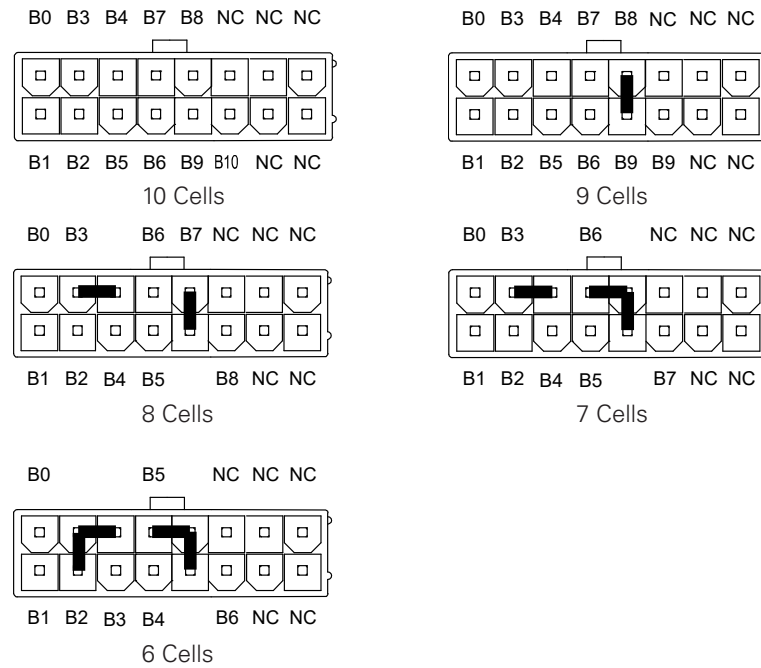 B0 B3 B4 B7 B8 NC NC NC
B1 B2 B5 B6 B9 B10 NC NC
10 Cells
B0 B3 B4 B7 B8 NC NC NC
B1 B2 B5 B6 B9 B9 NC NC
9 Cells
B0 B3 B6 B7 NC NC NC
B1 B2 B4 B5 B8 NC NC
8 Cells
B0 B3 B6 NC NC NC
B1 B2 B4 B5 B7 NC NC
7 Cells
B0 B5 NC NC NC
B1 B2 B3 B4 B6 NC NC
6 Cells